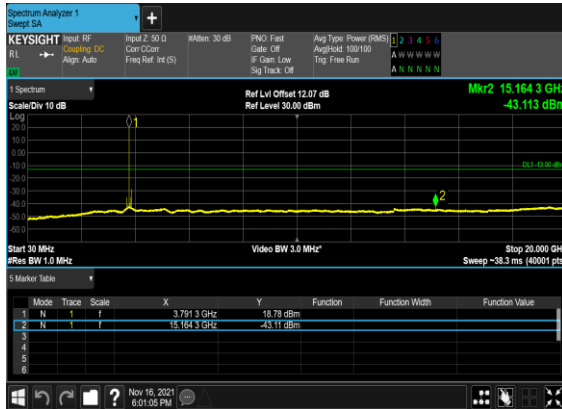 Spectrum Analyzer 1
Swept SA
KEYSIGHT Input: RF Input Z: 50 Ω #Atten: 30 dB PNO: Fast Avg Type: Power (RMS) 1 2 3 4 5 6
RL Coupling: DC Corr CCorr Gate: Off Avg|Hold: 100/100 A W W W W W
Align: Auto Freq Ref: Int (S) IF Gain: Low Trig: Free Run
Sig Track: Off A N N N N N
1 Spectrum Ref Lvl Offset 12.07 dB Mkr2 15.164 3 GHz
Scale/Div 10 dB Ref Level 30.00 dBm -43.113 dBm
Log
20.0 1
10.0
0.00
-10.0 DL1 -13.00 dBm
-20.0
-30.0
-40.0 2
-50.0
-60.0
Start 30 MHz Video BW 3.0 MHz* Stop 20.000 GHz
#Res BW 1.0 MHz Sweep ~38.3 ms (40001 pts)
5 Marker Table
Mode Trace Scale X Y Function Function Width Function Value
1 N 1 f 3.791 3 GHz 18.78 dBm
2 N 1 f 15.164 3 GHz -43.11 dBm
3
4
5
6
? Nov 16, 2021
6:01:05 PM